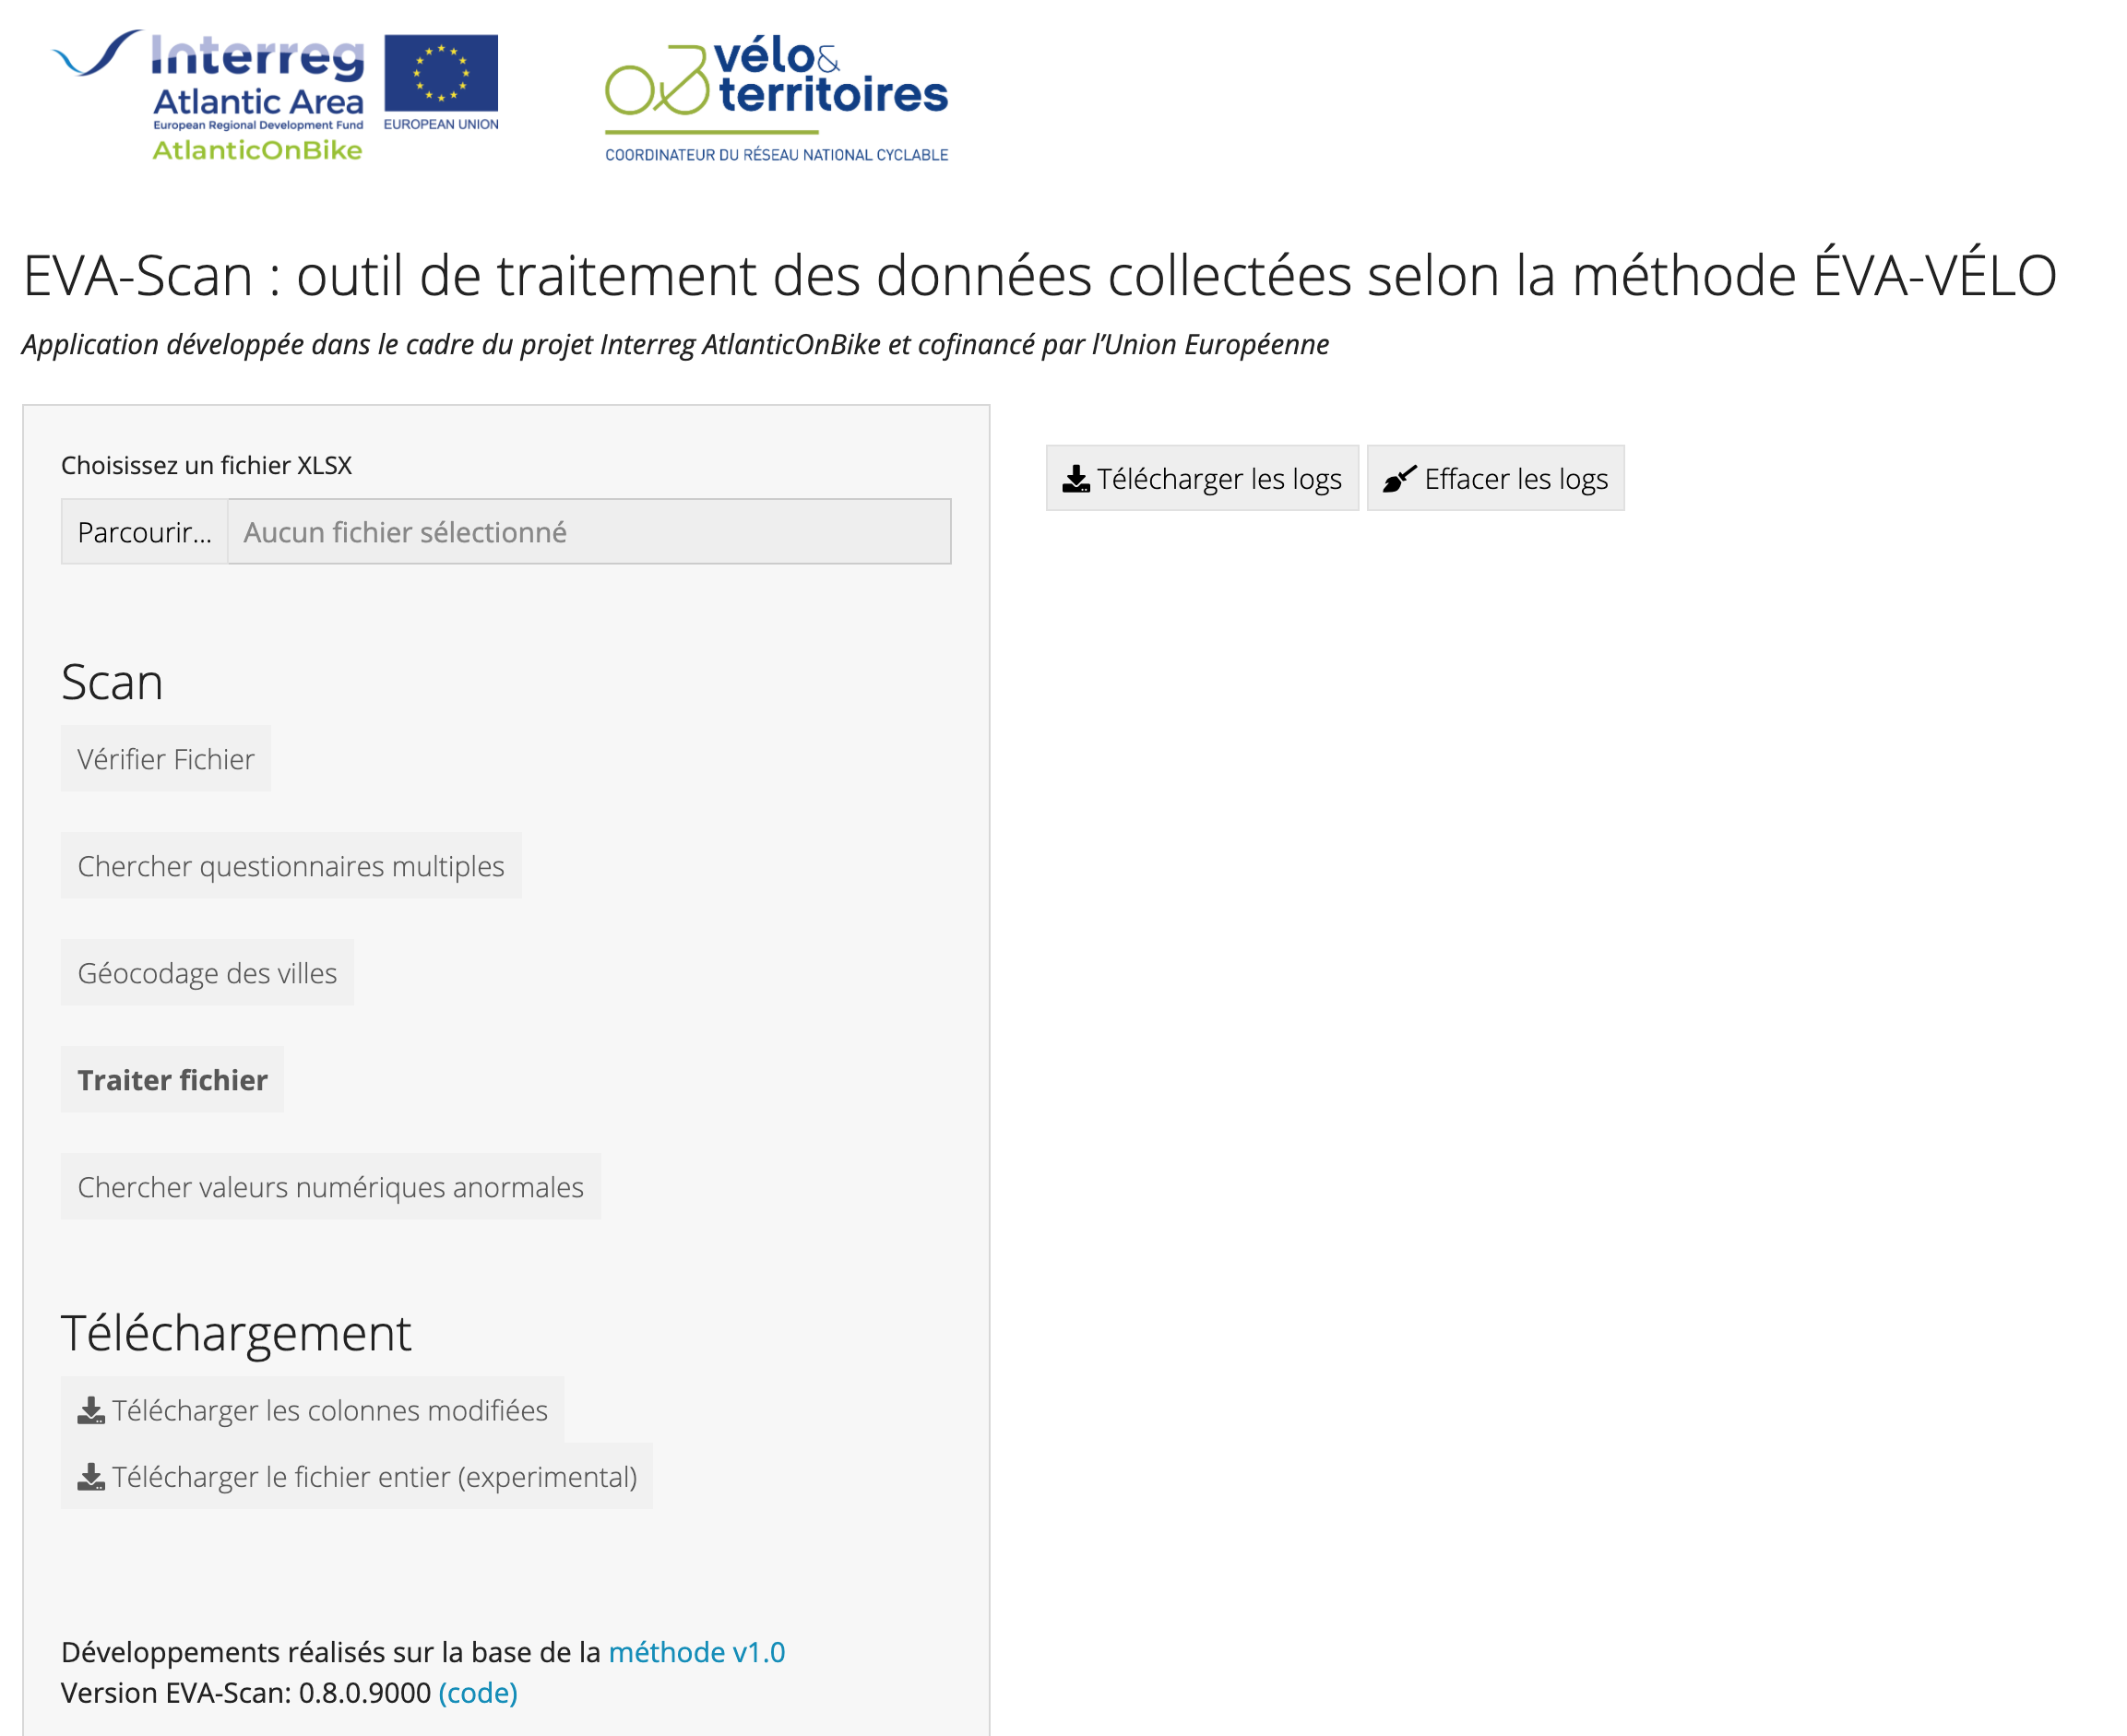 Interreg
Atlantic Area
European Regional Development Fund
AtlanticOnBike
EUROPEAN UNION
vélo&
territoires
COORDINATEUR DU RÉSEAU NATIONAL CYCLABLE
EVA-Scan : outil de traitement des données collectées selon la méthode ÉVA-VÉLO
Application développée dans le cadre du projet Interreg AtlanticOnBike et cofinancé par l’Union Européenne
Choisissez un fichier XLSX
Parcourir... Aucun fichier sélectionné
Télécharger les logs Effacer les logs
Scan
Vérifier Fichier
Chercher questionnaires multiples
Géocodage des villes
Traiter fichier
Chercher valeurs numériques anormales
Téléchargement
Télécharger les colonnes modifiées
Télécharger le fichier entier (experimental)
Développements réalisés sur la base de la méthode v1.0
Version EVA-Scan: 0.8.0.9000 (code)